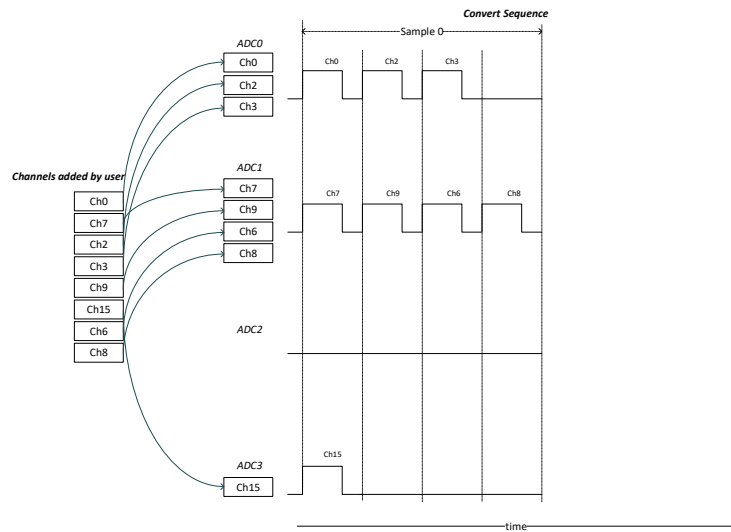 Convert Sequence
Sample 0
ADC0
Ch0
Ch2
Ch3
Ch0
Ch2
Ch3
Channels added by user
Ch0
Ch7
Ch2
Ch3
Ch9
Ch15
Ch6
Ch8
ADC1
Ch7
Ch9
Ch6
Ch8
Ch7
Ch9
Ch6
Ch8
ADC2
ADC3
Ch15
Ch15
time